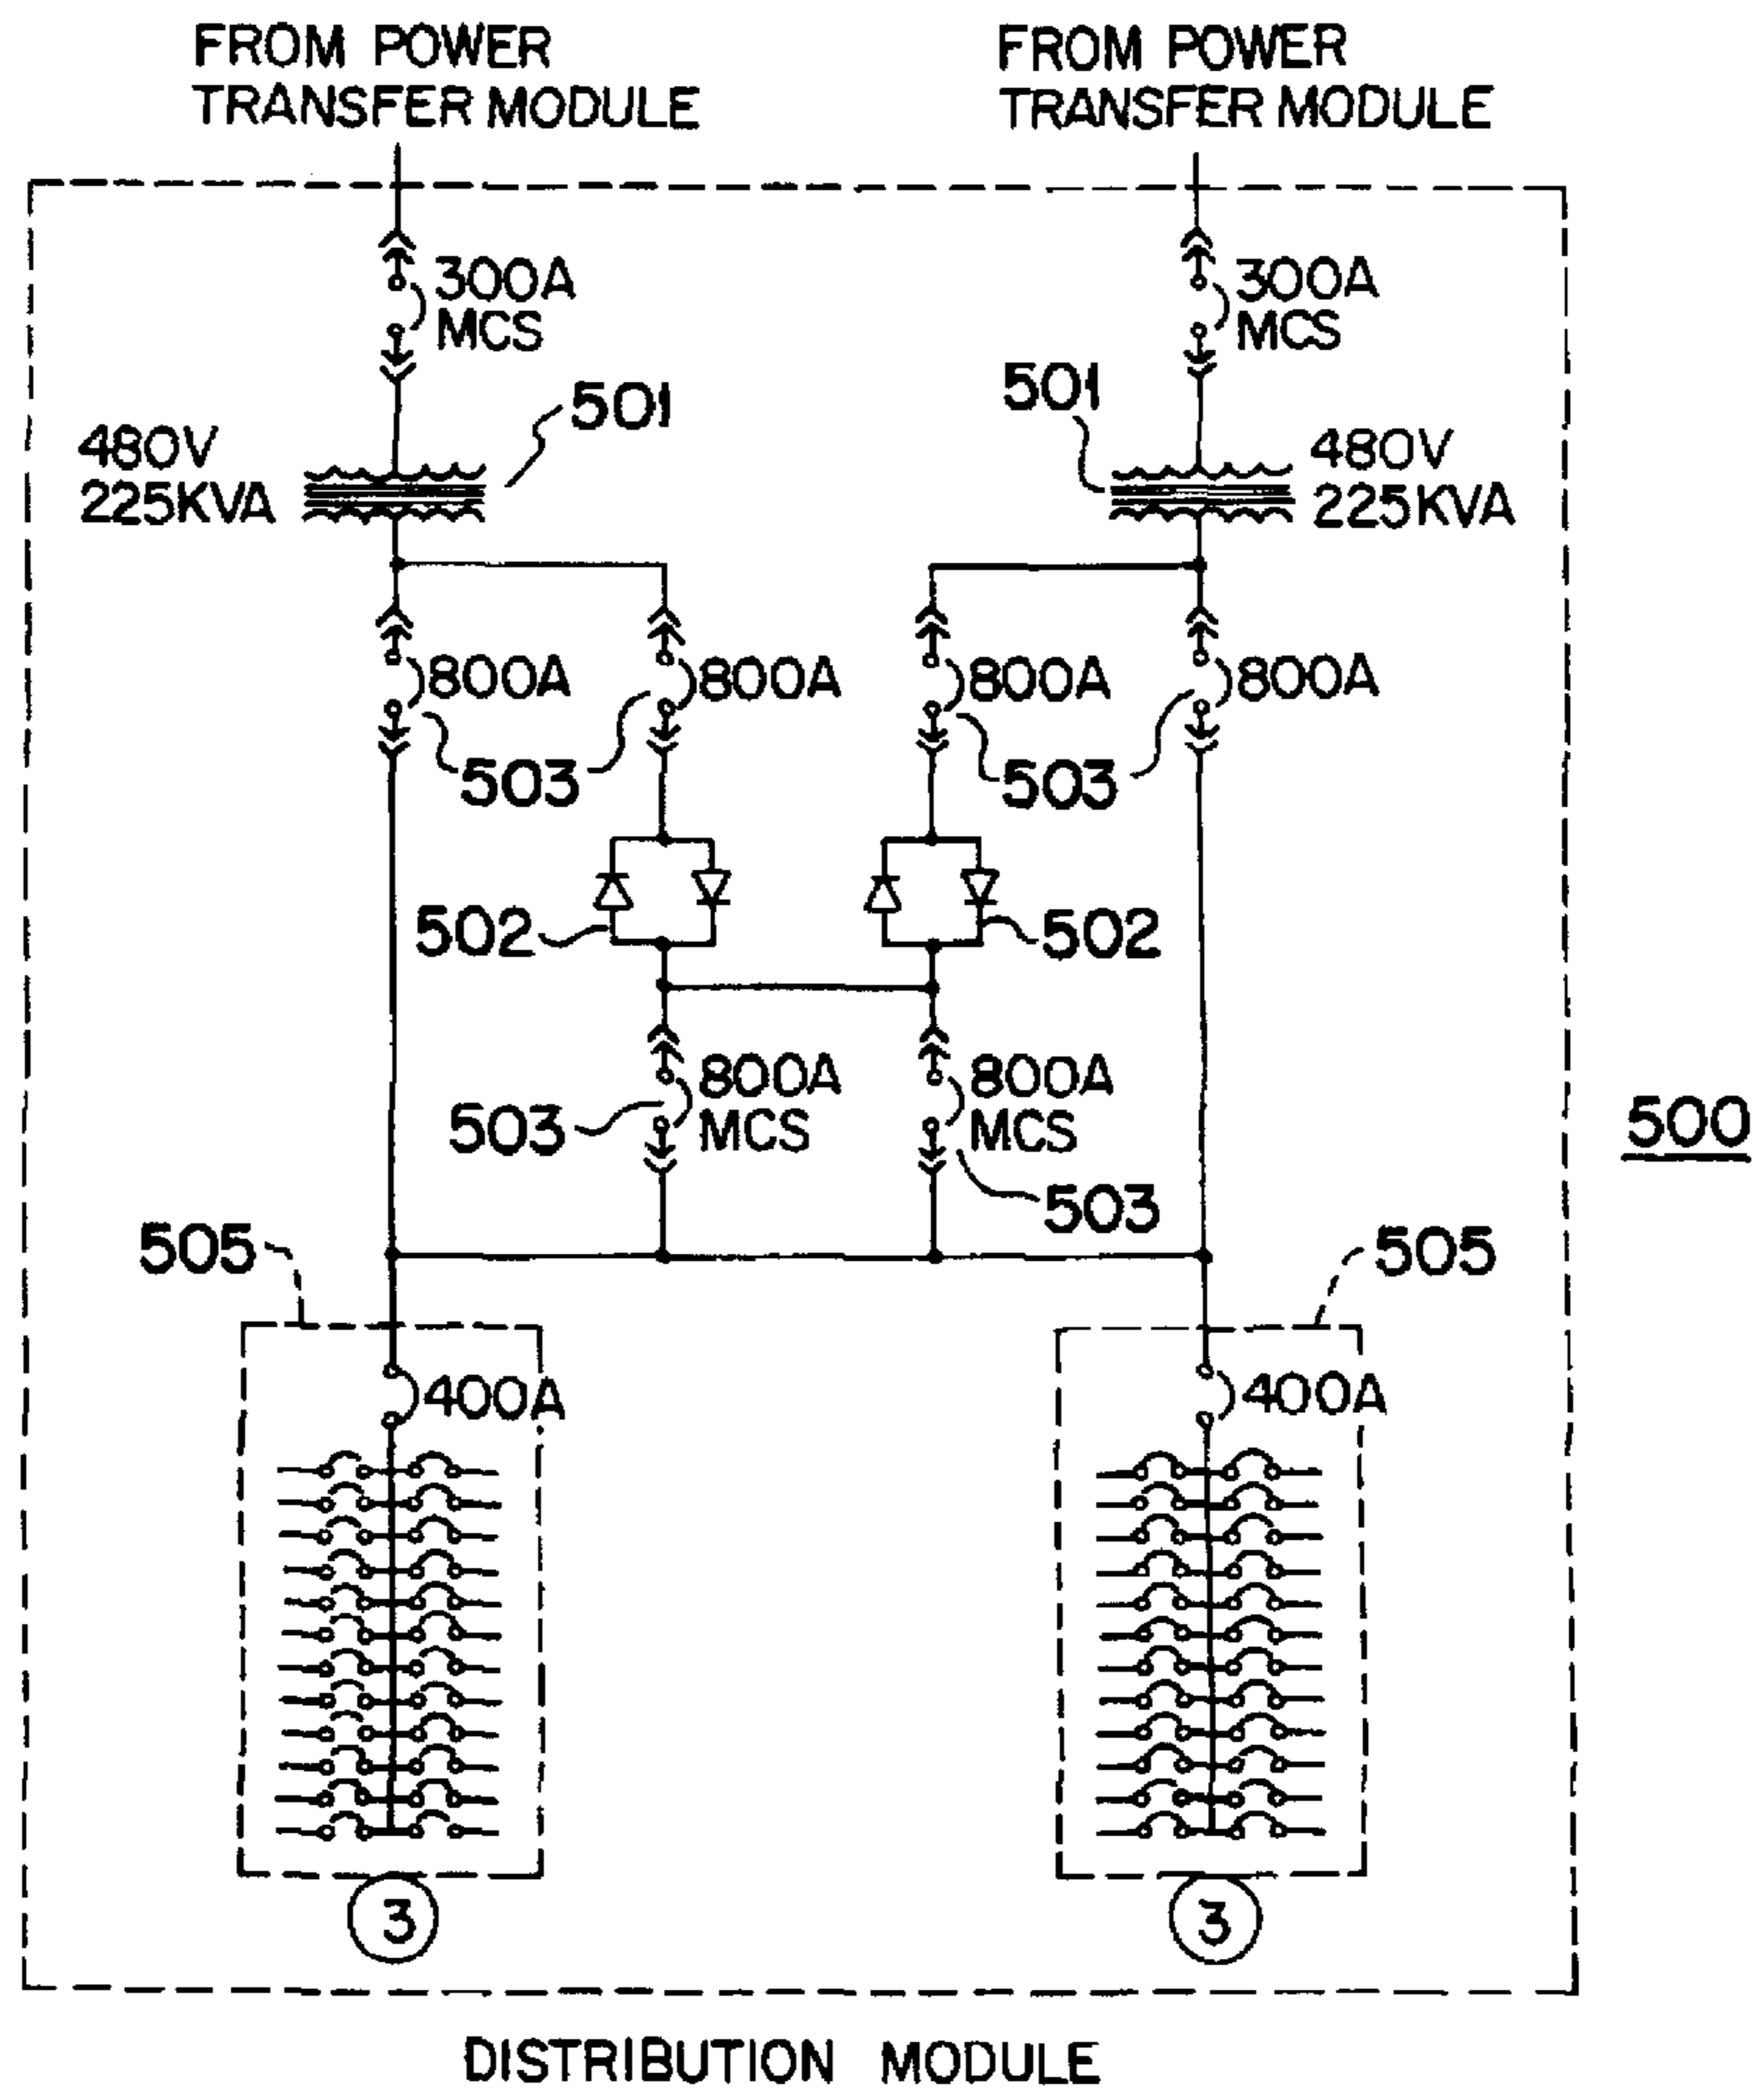 FROM POWER
TRANSFER MODULE
FROM POWER
TRANSFER MODULE
300A
MCS
300A
MCS
501
501
480V
225KVA
480V
225KVA
800A
800A
800A
800A
503
503
502
502
800A
MCS
800A
MCS
503
503
500
505
505
400A
400A
3
3
DISTRIBUTION MODULE